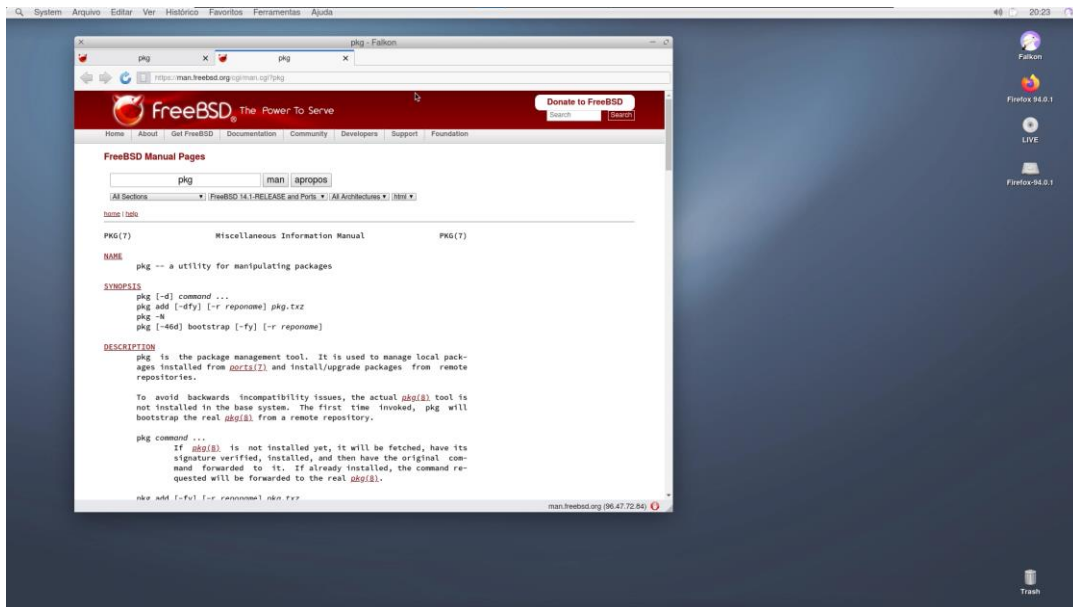 System Arquivo Editar Ver Histórico Favoritos Ferramentas Ajuda 20:23
pkg - Falkon
pkg pkg
https://man.freebsd.org/cgi/man.cgi?pkg
FreeBSD® The Power To Serve
Donate to FreeBSD
Search Search
Home About Get FreeBSD Documentation Community Developers Support Foundation
FreeBSD Manual Pages
pkg man apropos
All Sections FreeBSD 14.1-RELEASE and Ports All Architectures html
home | help
PKG(7) Miscellaneous Information Manual PKG(7)
NAME
pkg -- a utility for manipulating packages
SYNOPSIS
pkg [-d] command ...
pkg add [-dfy] [-r reponame] pkg.txz
pkg -N
pkg [-46d] bootstrap [-fy] [-r reponame]
DESCRIPTION
pkg is the package management tool. It is used to manage local pack-
ages installed from ports(7) and install/upgrade packages from remote
repositories.
To avoid backwards incompatibility issues, the actual pkg(8) tool is
not installed in the base system. The first time invoked, pkg will
bootstrap the real pkg(8) from a remote repository.
pkg command ...
If pkg(8) is not installed yet, it will be fetched, have its
signature verified, installed, and then have the original com-
mand forwarded to it. If already installed, the command re-
quested will be forwarded to the real pkg(8).
pkg add [-fy] [-r reponame] pkg.txz
man.freebsd.org (96.47.72.84)
Falkon
Firefox 94.0.1
LIVE
Firefox-94.0.1
Trash